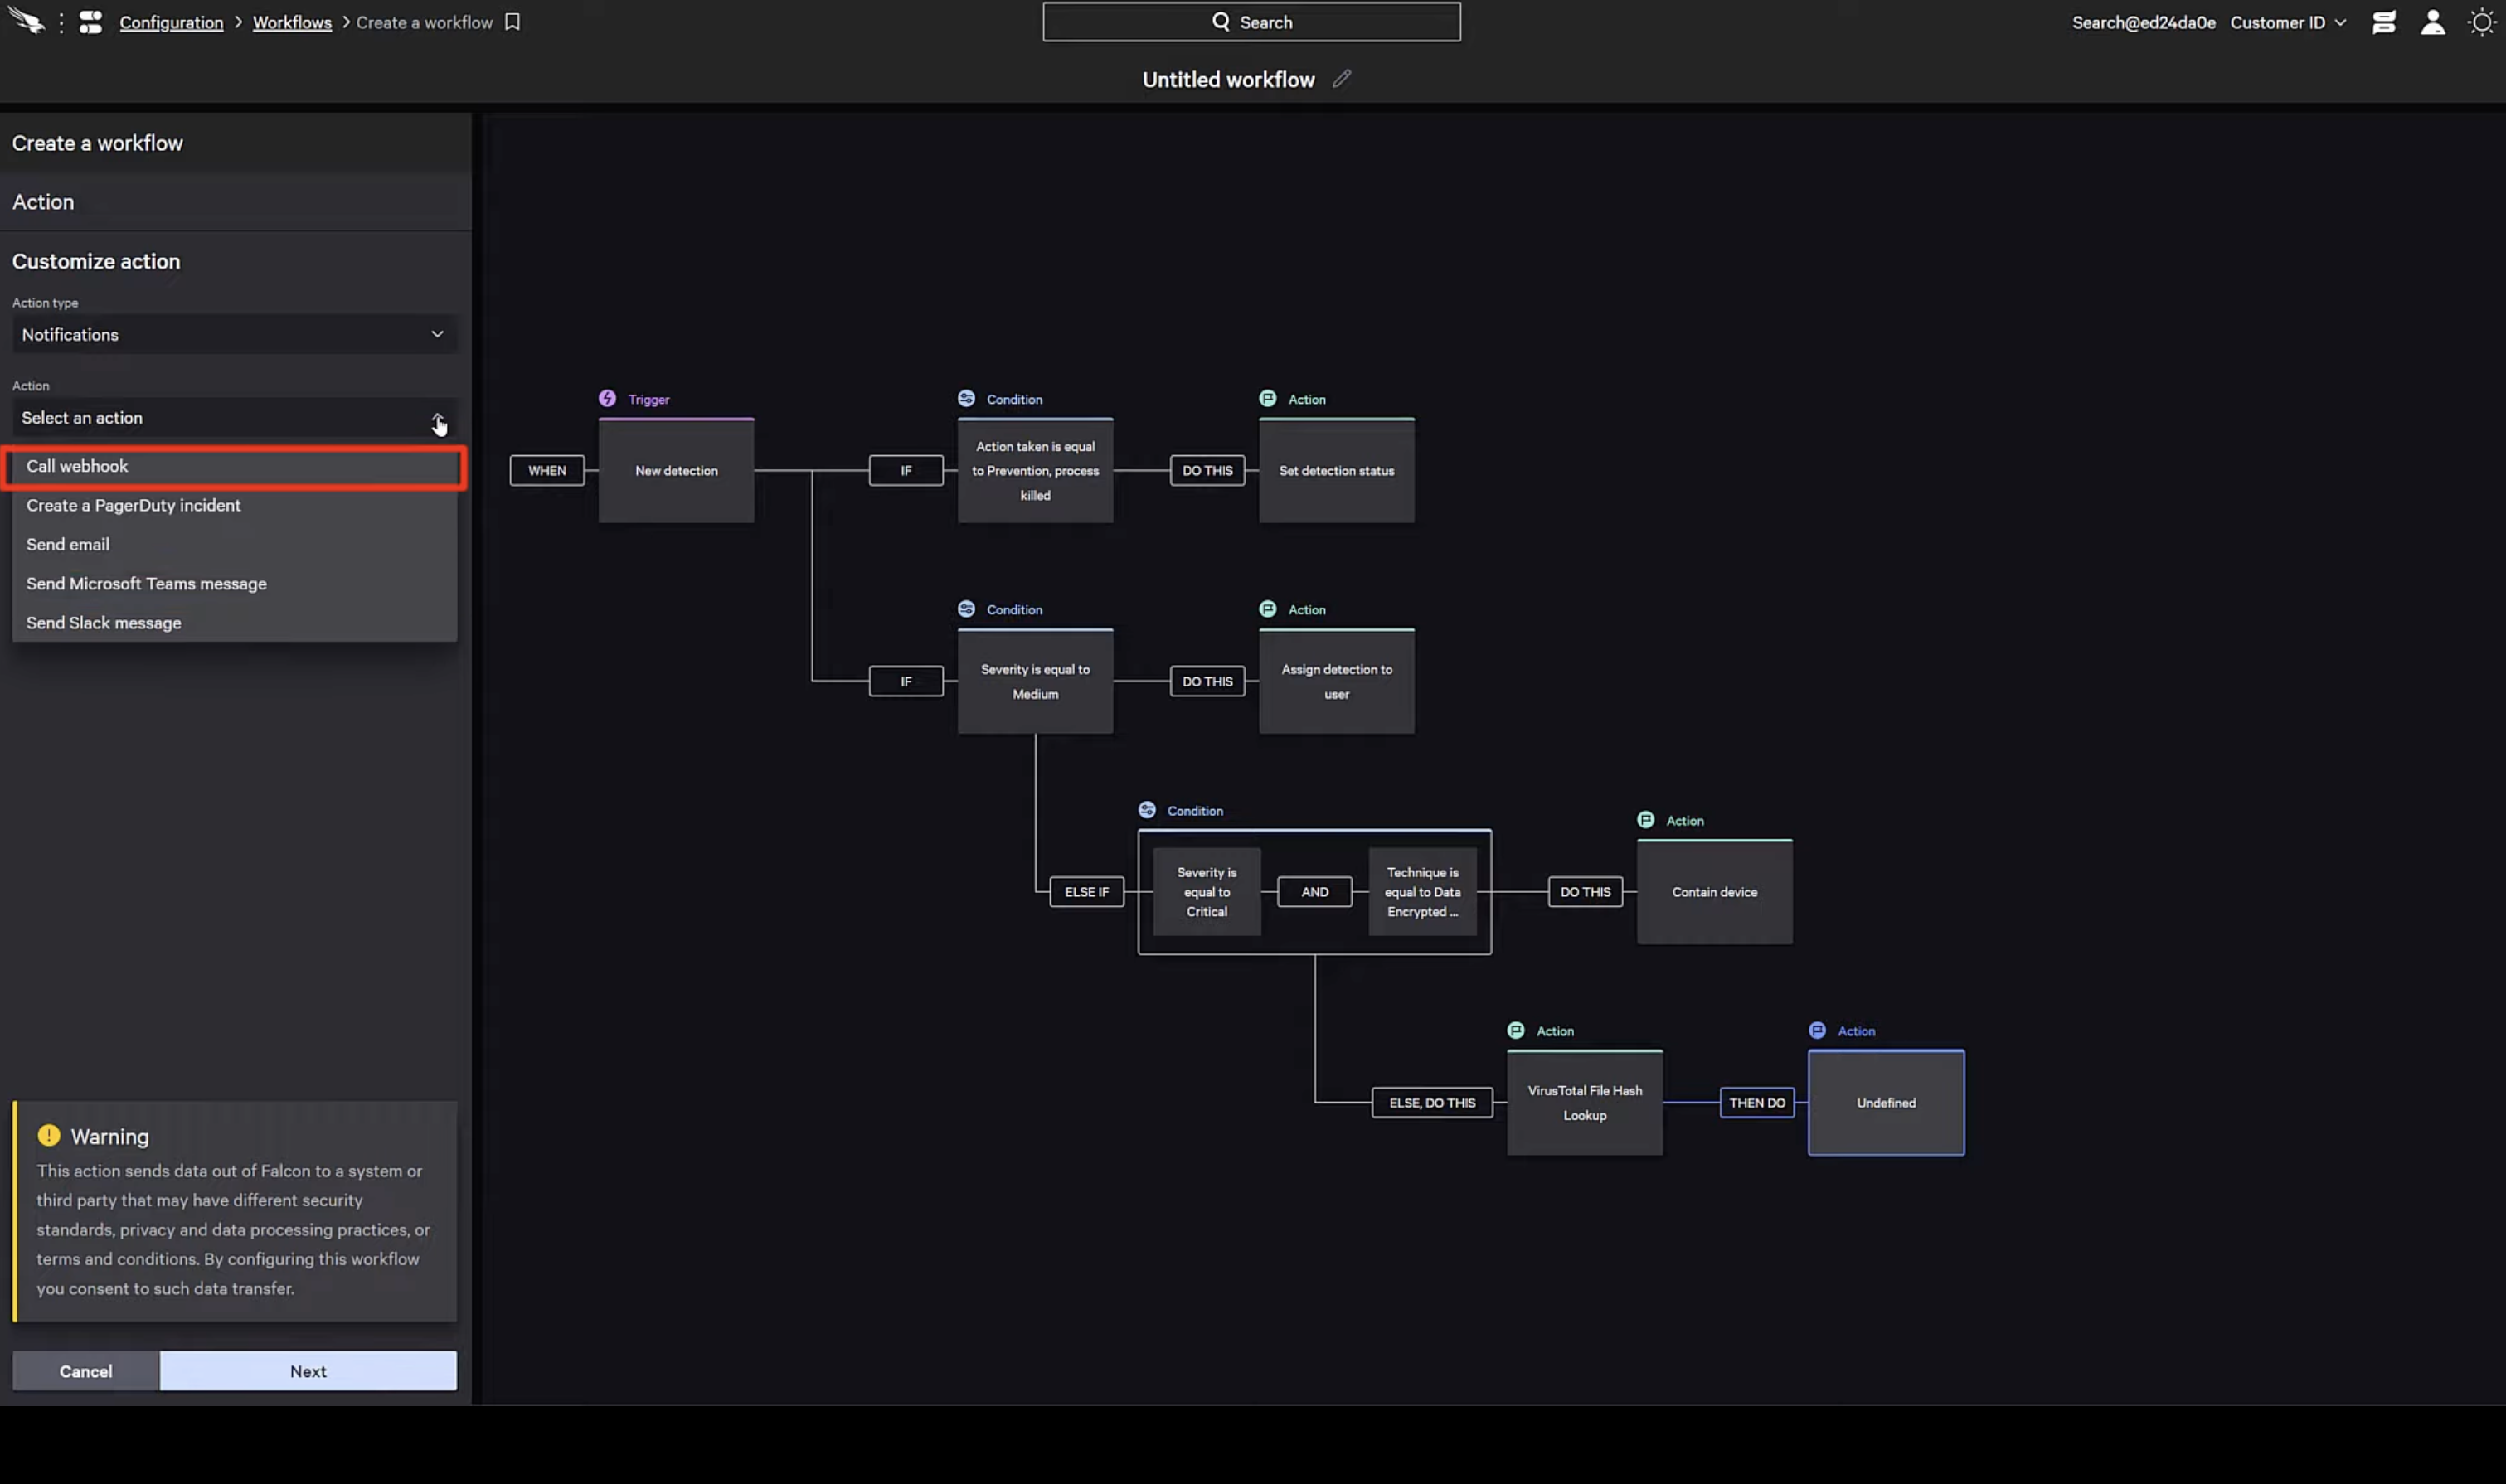 Configuration > Workflows > Create a workflow
Search
Search@ed24da0e Customer ID
Untitled workflow
Create a workflow
Action
Customize action
Action type
Notifications
Action
Select an action
Call webhook
Create a PagerDuty incident
Send email
Send Microsoft Teams message
Send Slack message
Warning
This action sends data out of Falcon to a system or
third party that may have different security
standards, privacy and data processing practices, or
terms and conditions. By configuring this workflow
you consent to such data transfer.
Cancel
Next
WHEN
Trigger
New detection
IF
Condition
Action taken is equal
to Prevention, process
killed
DO THIS
Action
Set detection status
IF
Condition
Severity is equal to
Medium
DO THIS
Action
Assign detection to
user
ELSE IF
Condition
Severity is
equal to
Critical
AND
Technique is
equal to Data
Encrypted ...
DO THIS
Action
Contain device
ELSE, DO THIS
Action
VirusTotal File Hash
Lookup
THEN DO
Action
Undefined